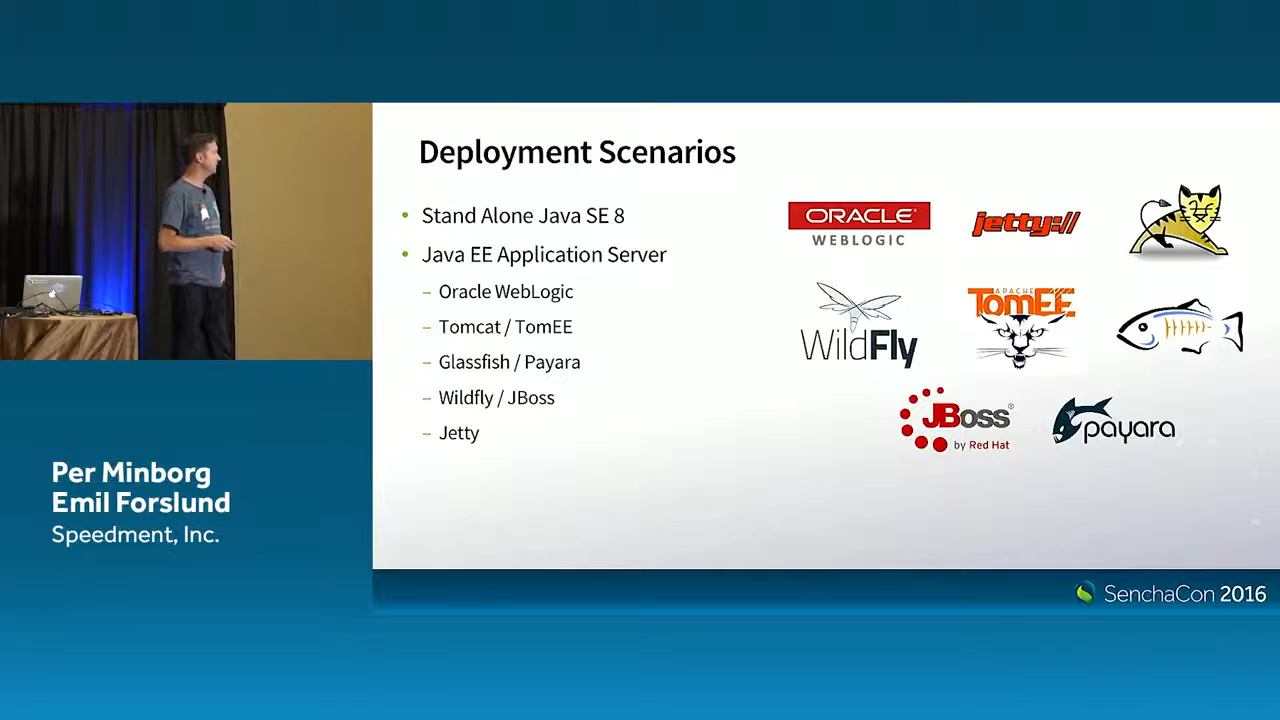 Deployment Scenarios
• Stand Alone Java SE 8
• Java EE Application Server
– Oracle WebLogic
– Tomcat / TomEE
– Glassfish / Payara
– Wildfly / JBoss
– Jetty
ORACLE®
WEBLOGIC
jetty://
WildFly
APACHE
TomEE
JBoss®
by Red Hat
payara
Per Minborg
Emil Forslund
Speedment, Inc.
SenchaCon 2016